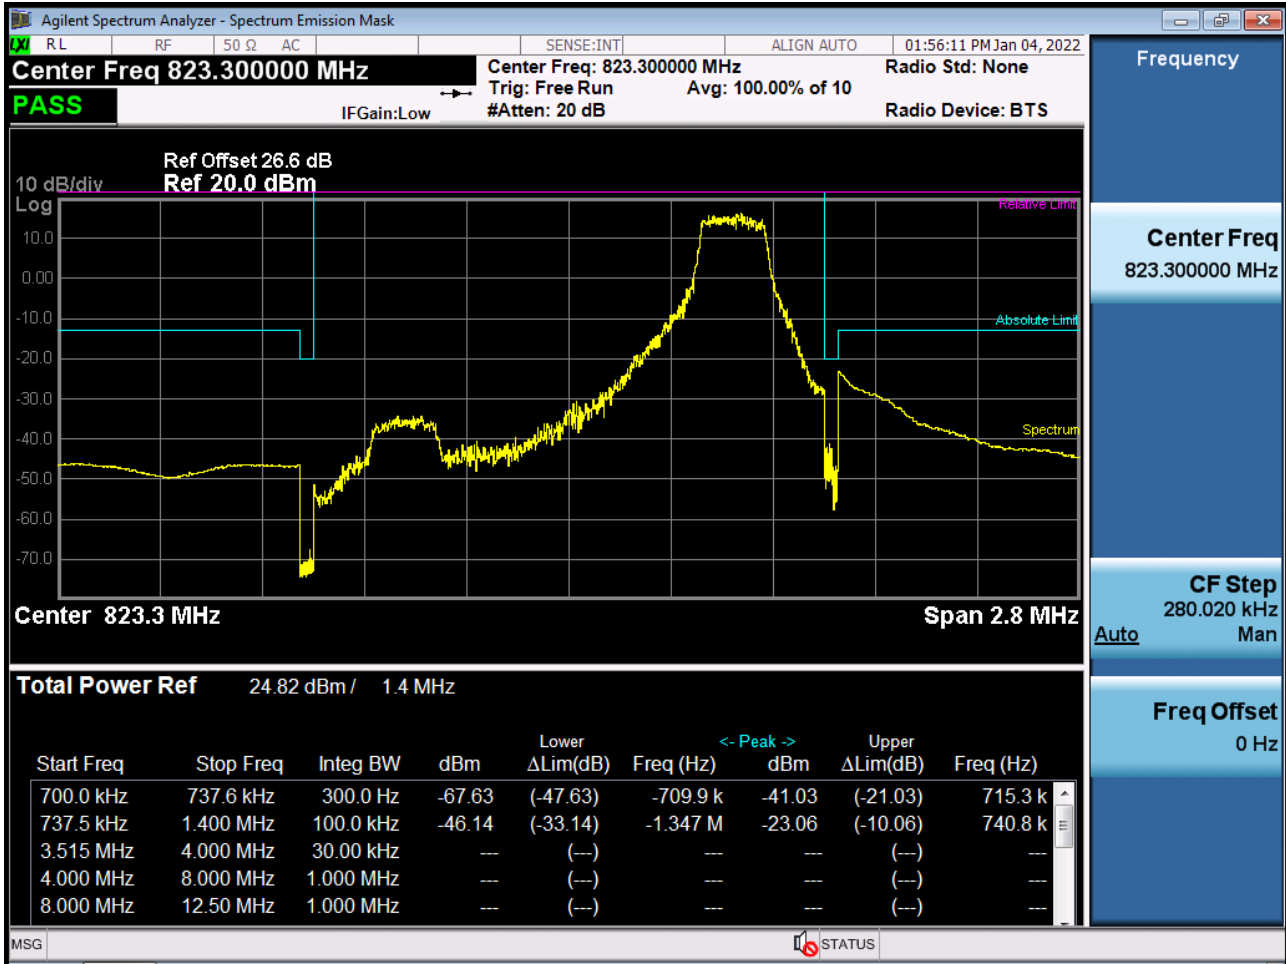 Agilent Spectrum Analyzer - Spectrum Emission Mask
LXI RL RF 50 Ω AC SENSE:INT ALIGN AUTO 01:56:11 PM Jan 04, 2022
Center Freq 823.300000 MHz
PASS
IFGain:Low
Center Freq: 823.300000 MHz
Trig: Free Run Avg: 100.00% of 10
#Atten: 20 dB
Radio Std: None
Radio Device: BTS
Frequency
Ref Offset 26.6 dB
10 dB/div Ref 20.0 dBm
Log
Relative Limit
10.0
0.00
-10.0
Absolute Limit
-20.0
-30.0
-40.0
Spectrum
-50.0
-60.0
-70.0
Center 823.3 MHz Span 2.8 MHz
Center Freq
823.300000 MHz
CF Step
280.020 kHz
Auto Man
Freq Offset
0 Hz
Total Power Ref 24.82 dBm / 1.4 MHz
Lower <- Peak -> Upper
Start Freq Stop Freq Integ BW dBm ΔLim(dB) Freq (Hz) dBm ΔLim(dB) Freq (Hz)
700.0 kHz 737.6 kHz 300.0 Hz -67.63 (-47.63) -709.9 k -41.03 (-21.03) 715.3 k
737.5 kHz 1.400 MHz 100.0 kHz -46.14 (-33.14) -1.347 M -23.06 (-10.06) 740.8 k
3.515 MHz 4.000 MHz 30.00 kHz --- (---) --- --- (---) ---
4.000 MHz 8.000 MHz 1.000 MHz --- (---) --- --- (---) ---
8.000 MHz 12.50 MHz 1.000 MHz --- (---) --- --- (---) ---
MSG STATUS